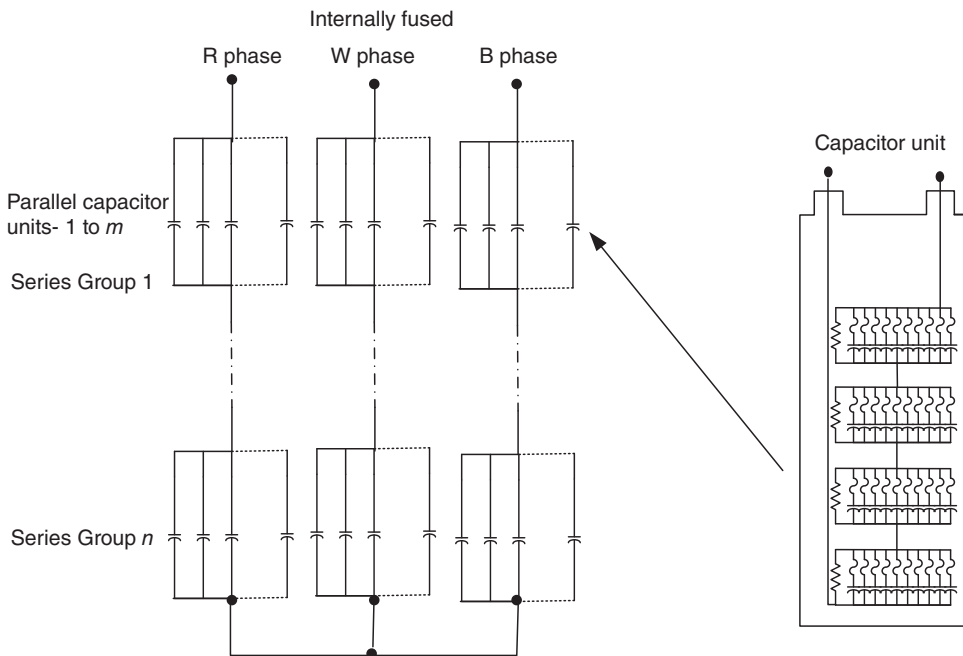 Internally fused
R phase
W phase
B phase
Capacitor unit
Parallel capacitor
units- 1 to m
Series Group 1
Series Group n